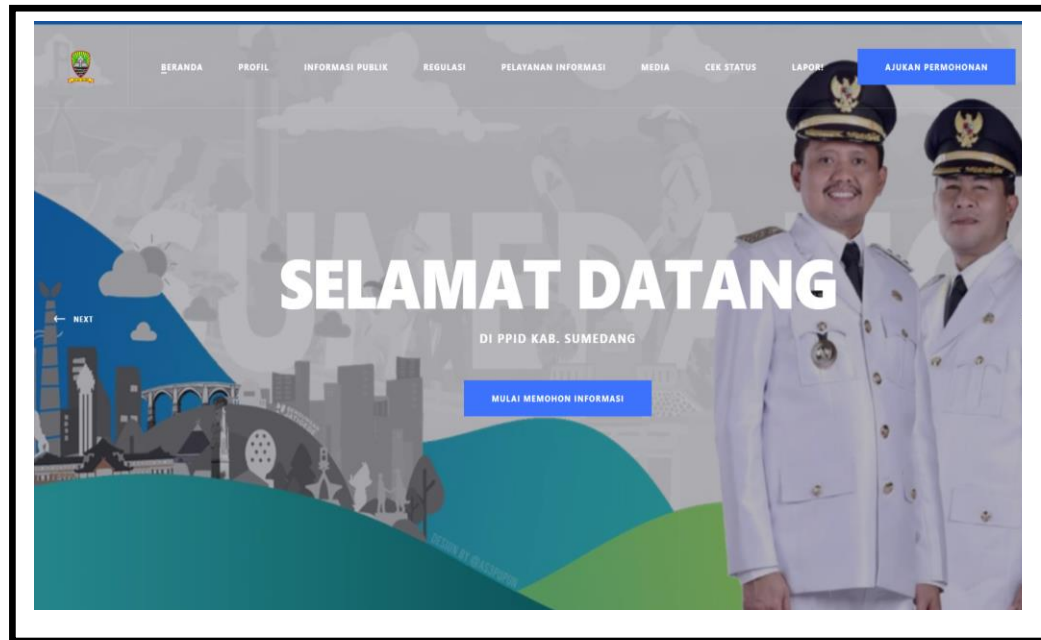 BERANDA PROFIL INFORMASI PUBLIK REGULASI PELAYANAN INFORMASI MEDIA CEK STATUS LAPOR! AJUKAN PERMOHONAN
SUMEDANG
SELAMAT DATANG
← NEXT
DI PPID KAB. SUMEDANG
MULAI MEMOHON INFORMASI